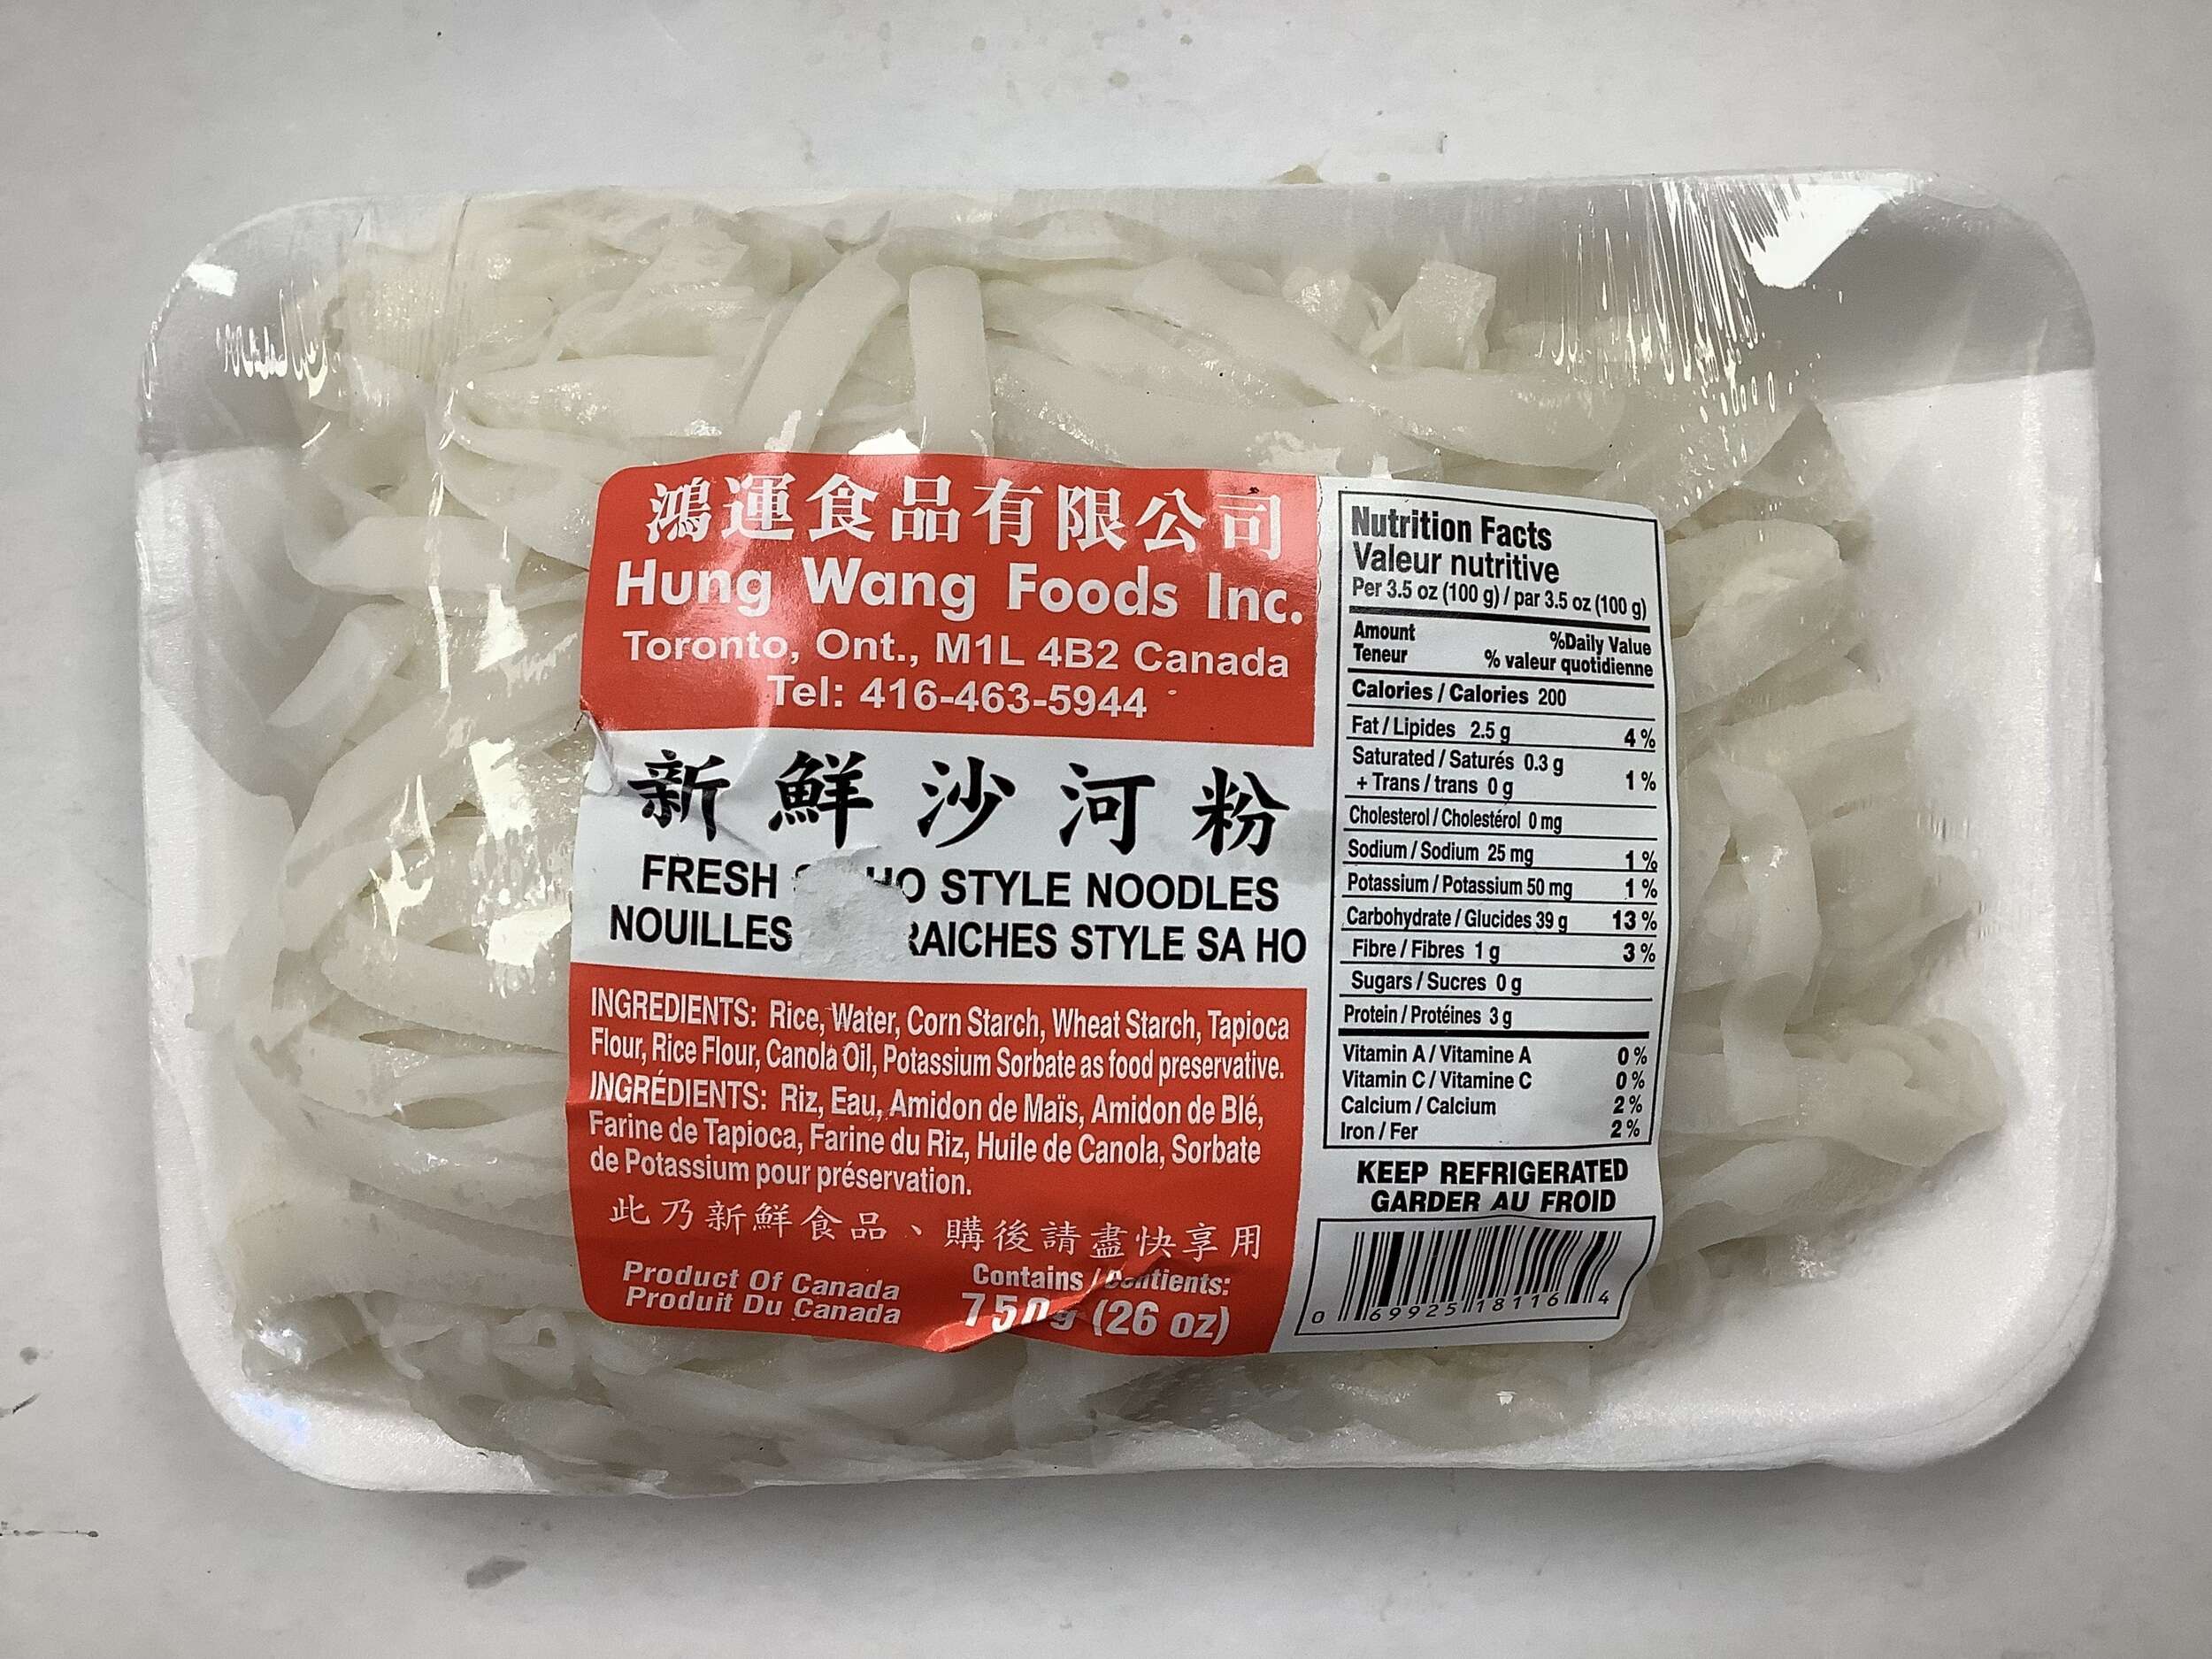 鴻運食品有限公司
Hung Wang Foods Inc.
Toronto, Ont., M1L 4B2 Canada
Tel: 416-463-5944
新鮮沙河粉
FRESH HO STYLE NOODLES
NOUILLES RAICHES STYLE SA HO
INGREDIENTS: Rice, Water, Corn Starch, Wheat Starch, Tapioca
Flour, Rice Flour, Canola Oil, Potassium Sorbate as food preservative.
INGRÉDIENTS: Riz, Eau, Amidon de Maïs, Amidon de Blé,
Farine de Tapioca, Farine du Riz, Huile de Canola, Sorbate
de Potassium pour préservation.
此乃新鮮食品、購後請盡快享用
Product Of Canada
Produit Du Canada
Contains / Contients:
750g (26 oz)
Nutrition Facts
Valeur nutritive
Per 3.5 oz (100 g) / par 3.5 oz (100 g)
Amount %Daily Value
Teneur % valeur quotidienne
Calories / Calories 200
Fat / Lipides 2.5 g 4 %
Saturated / Saturés 0.3 g
+ Trans / trans 0 g 1 %
Cholesterol / Cholestérol 0 mg
Sodium / Sodium 25 mg 1 %
Potassium / Potassium 50 mg 1 %
Carbohydrate / Glucides 39 g 13 %
Fibre / Fibres 1 g 3 %
Sugars / Sucres 0 g
Protein / Protéines 3 g
Vitamin A / Vitamine A 0 %
Vitamin C / Vitamine C 0 %
Calcium / Calcium 2 %
Iron / Fer 2 %
KEEP REFRIGERATED
GARDER AU FROID
0 69925 18116 4